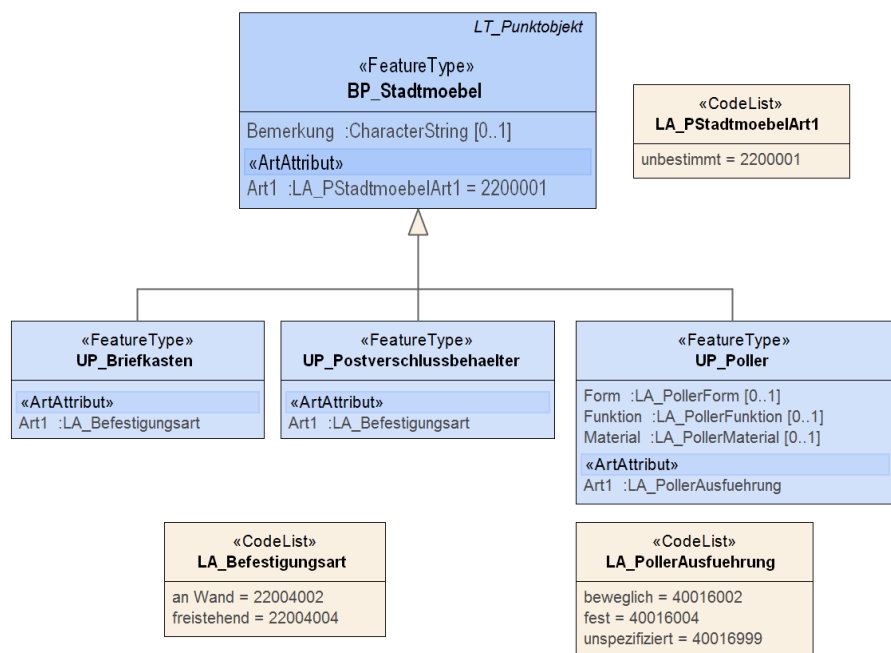 LT_Punktobjekt
«FeatureType»
BP_Stadtmoebel
Bemerkung :CharacterString [0..1]
«ArtAttribut»
Art1 :LA_PStadtmoebelArt1 = 2200001
«CodeList»
LA_PStadtmoebelArt1
unbestimmt = 2200001
«FeatureType»
UP_Briefkasten
«ArtAttribut»
Art1 :LA_Befestigungsart
«FeatureType»
UP_Postverschlussbehaelter
«ArtAttribut»
Art1 :LA_Befestigungsart
«FeatureType»
UP_Poller
Form :LA_PollerForm [0..1]
Funktion :LA_PollerFunktion [0..1]
Material :LA_PollerMaterial [0..1]
«ArtAttribut»
Art1 :LA_PollerAusfuehrung
«CodeList»
LA_Befestigungsart
an Wand = 22004002
freistehend = 22004004
«CodeList»
LA_PollerAusfuehrung
beweglich = 40016002
fest = 40016004
unspezifiziert = 40016999